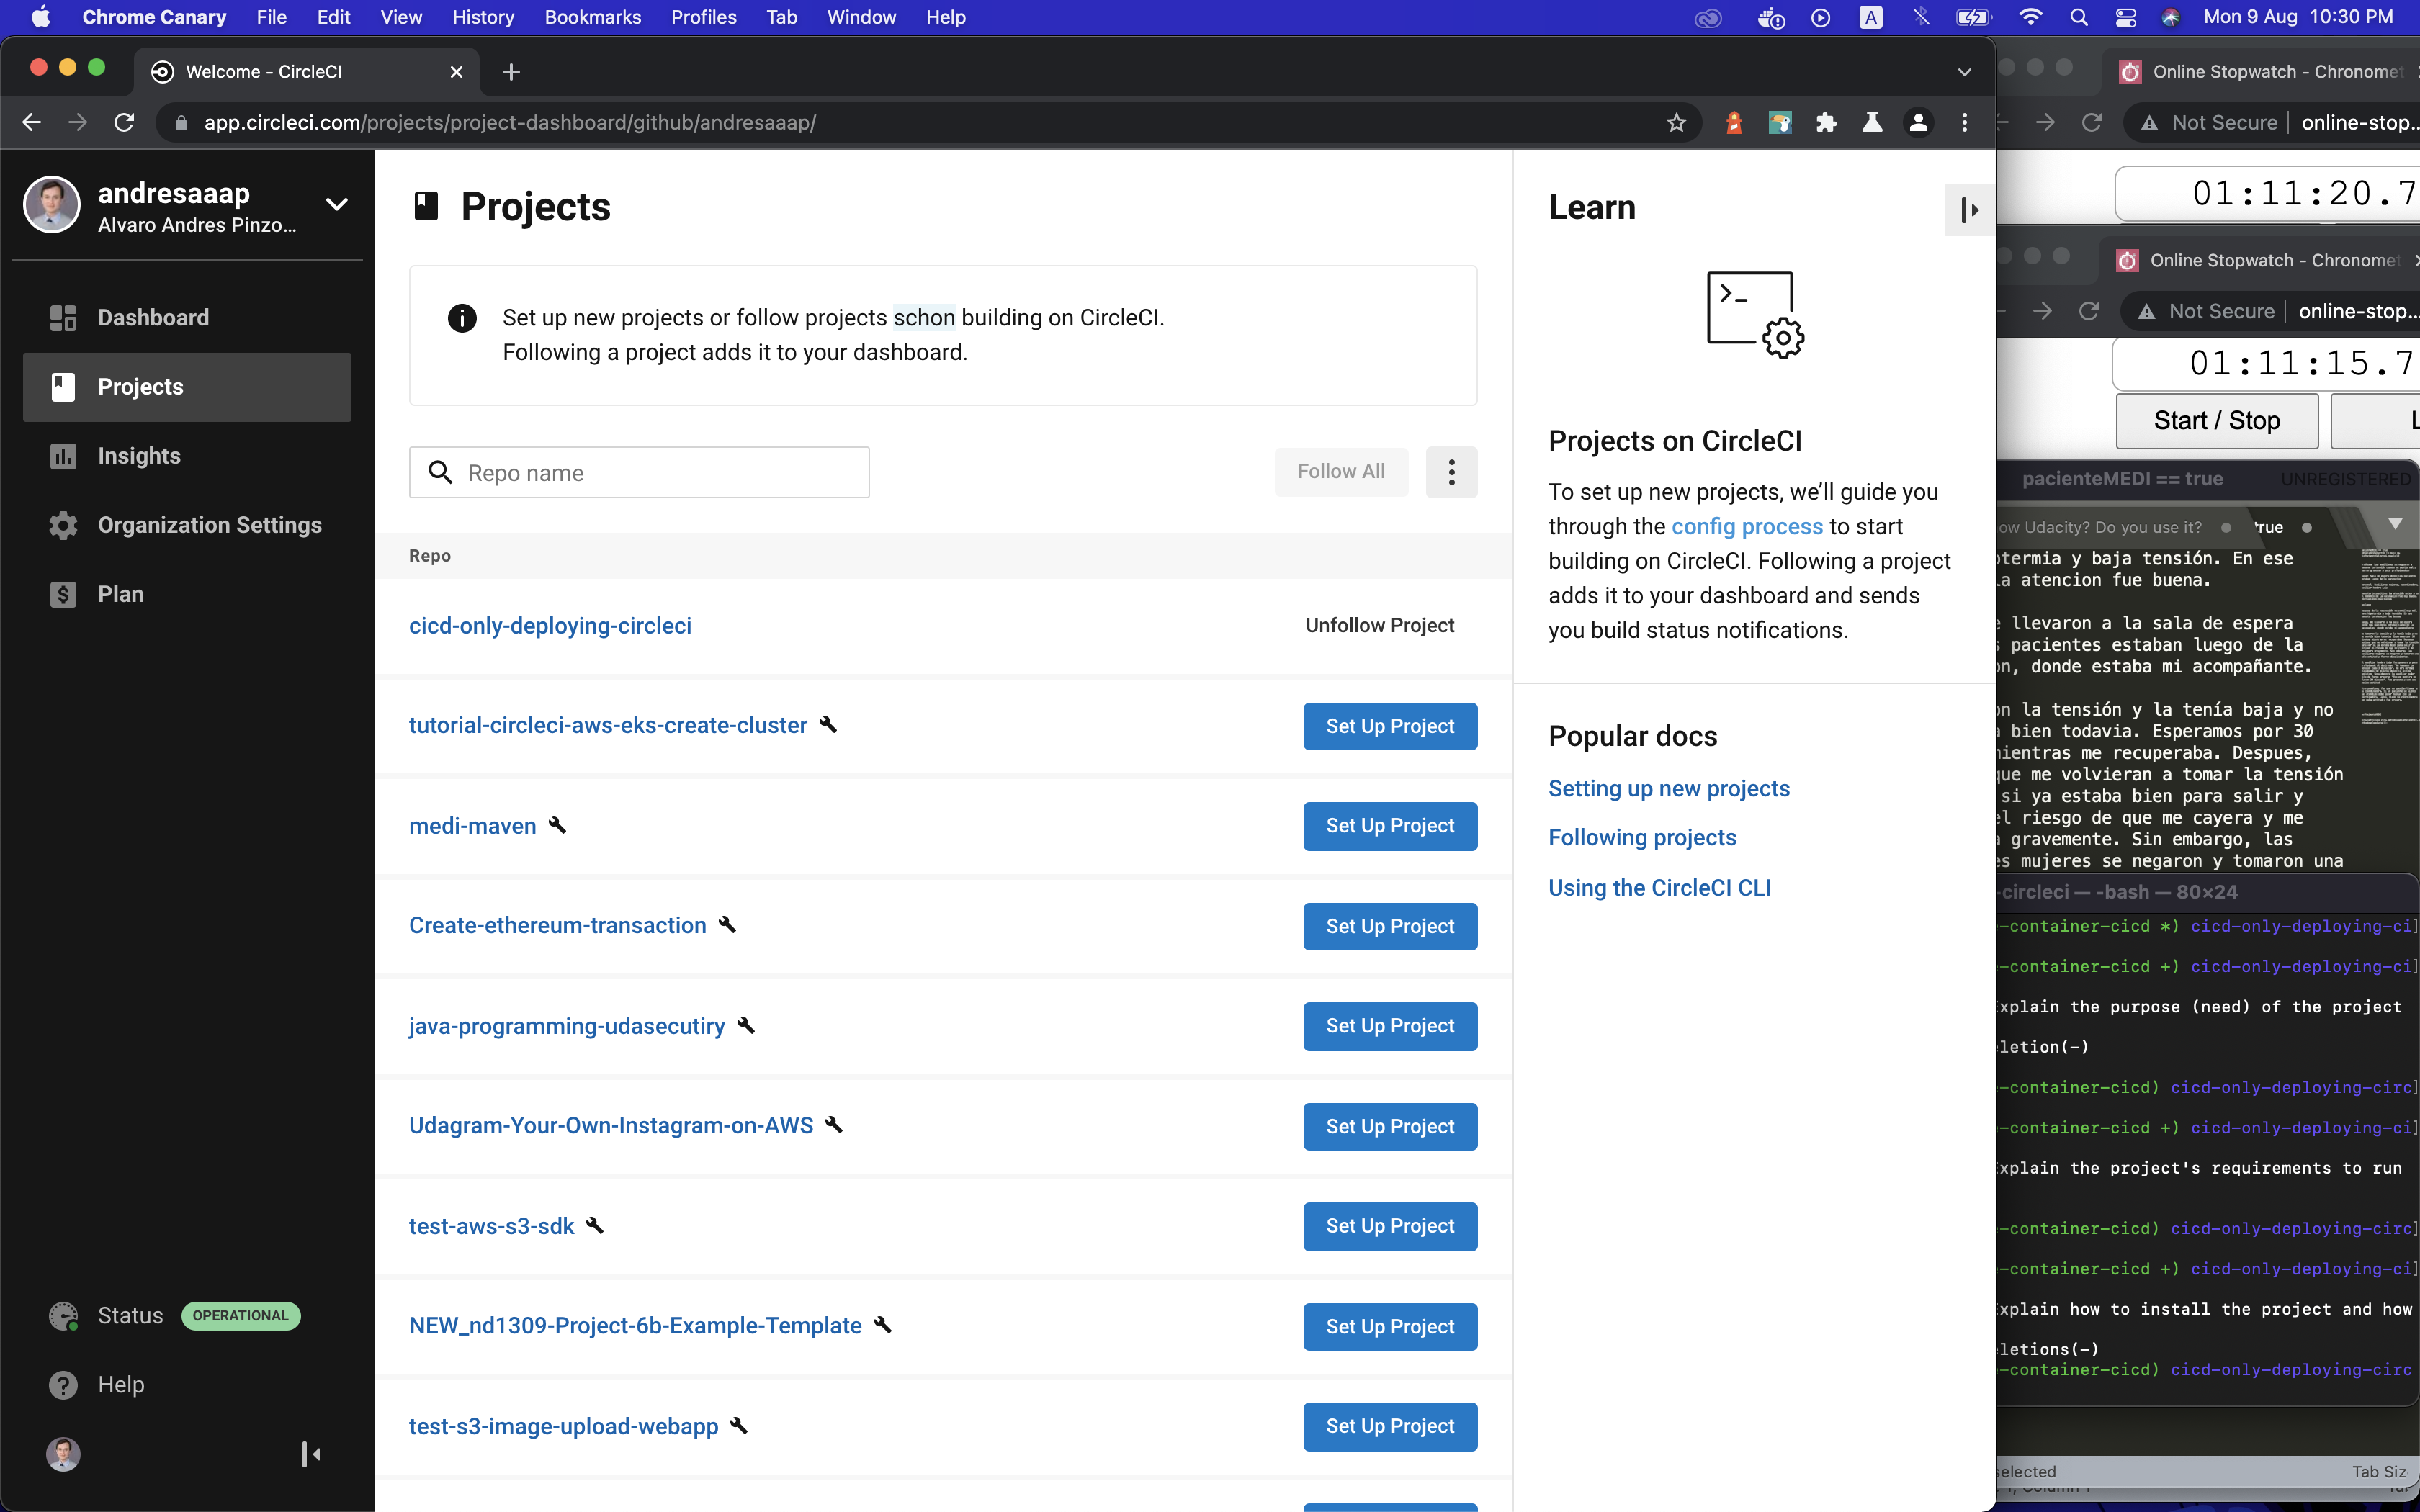 Chrome Canary File Edit View History Bookmarks Profiles Tab Window Help
A
Mon 9 Aug 10:30 PM
Welcome - CircleCI
app.circleci.com/projects/project-dashboard/github/andresaaap/
andresaaap
Alvaro Andres Pinzo...
Dashboard
Projects
Insights
Organization Settings
Plan
Status OPERATIONAL
Help
Projects
Set up new projects or follow projects schon building on CircleCI.
Following a project adds it to your dashboard.
Repo name
Follow All
Repo
cicd-only-deploying-circleci Unfollow Project
tutorial-circleci-aws-eks-create-cluster Set Up Project
medi-maven Set Up Project
Create-ethereum-transaction Set Up Project
java-programming-udasecutiry Set Up Project
Udagram-Your-Own-Instagram-on-AWS Set Up Project
test-aws-s3-sdk Set Up Project
NEW_nd1309-Project-6b-Example-Template Set Up Project
test-s3-image-upload-webapp Set Up Project
Learn
Projects on CircleCI
To set up new projects, we'll guide you
through the config process to start
building on CircleCI. Following a project
adds it to your dashboard and sends
you build status notifications.
Popular docs
Setting up new projects
Following projects
Using the CircleCI CLI
Online Stopwatch - Chronomet
Not Secure online-stop...
01:11:20.7
Online Stopwatch - Chronomet
Not Secure online-stop...
01:11:15.7
Start / Stop L
pacienteMEDI == true UNREGISTERED
ow Udacity? Do you use it? true
otermia y baja tensión. En ese
la atencion fue buena.
e llevaron a la sala de espera
s pacientes estaban luego de la
on, donde estaba mi acompañante.
on la tensión y la tenía baja y no
a bien todavia. Esperamos por 30
mientras me recuperaba. Despues,
que me volvieran a tomar la tensión
si ya estaba bien para salir y
el riesgo de que me cayera y me
a gravemente. Sin embargo, las
es mujeres se negaron y tomaron una
-circleci — -bash — 80×24
-container-cicd *) cicd-only-deploying-ci]
-container-cicd +) cicd-only-deploying-ci]
Explain the purpose (need) of the project
letion(-)
-container-cicd) cicd-only-deploying-circ]
-container-cicd +) cicd-only-deploying-ci]
Explain the project's requirements to run
-container-cicd) cicd-only-deploying-circ]
-container-cicd +) cicd-only-deploying-ci]
Explain how to install the project and how
letions(-)
-container-cicd) cicd-only-deploying-circ
selected Tab Siz